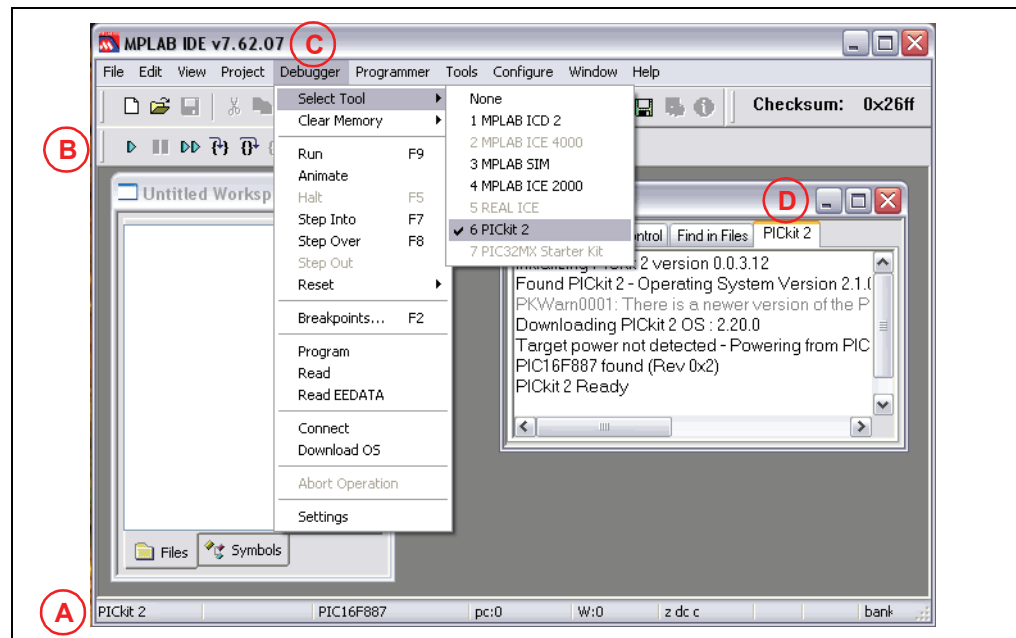 MPLAB IDE v7.62.07
C
File Edit View Project Debugger Programmer Tools Configure Window Help
Checksum: 0x26ff
B
Select Tool
Clear Memory
Run F9
Animate
Halt F5
Step Into F7
Step Over F8
Step Out
Reset
Breakpoints... F2
Program
Read
Read EEDATA
Connect
Download OS
Abort Operation
Settings
None
1 MPLAB ICD 2
2 MPLAB ICE 4000
3 MPLAB SIM
4 MPLAB ICE 2000
5 REAL ICE
6 PICkit 2
7 PIC32MX Starter Kit
Untitled Worksp
Files Symbols
D
Find in Files PICkit 2
2 version 0.0.3.12
Found PICkit 2 - Operating System Version 2.1.
PKWarn0001: There is a newer version of the P
Downloading PICkit 2 OS : 2.20.0
Target power not detected - Powering from PIC
PIC16F887 found (Rev 0x2)
PICkit 2 Ready
A
PICkit 2 PIC16F887 pc:0 W:0 z dc c bank